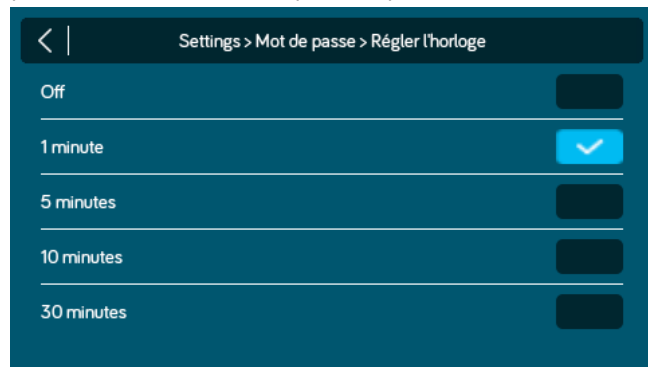 Settings > Mot de passe > Régler l'horloge
Off
1 minute
5 minutes
10 minutes
30 minutes